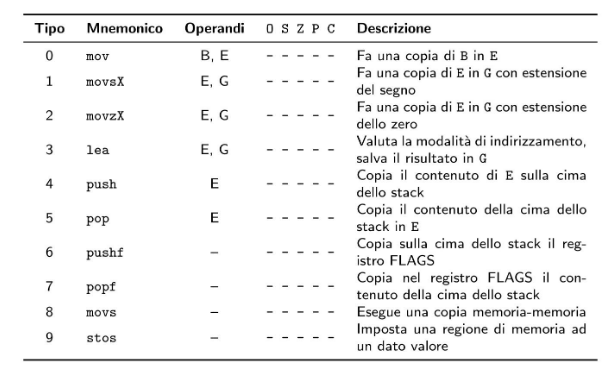 Tipo Mnemonico Operandi O S Z P C Descrizione
0 mov B, E - - - - - Fa una copia di B in E
1 movsX E, G - - - - - Fa una copia di E in G con estensione
del segno
2 movzX E, G - - - - - Fa una copia di E in G con estensione
dello zero
3 lea E, G - - - - - Valuta la modalità di indirizzamento,
salva il risultato in G
4 push E - - - - - Copia il contenuto di E sulla cima
dello stack
5 pop E - - - - - Copia il contenuto della cima dello
stack in E
6 pushf – - - - - - Copia sulla cima dello stack il reg-
istro FLAGS
7 popf – - - - - - Copia nel registro FLAGS il con-
tenuto della cima dello stack
8 movs – - - - - - Esegue una copia memoria-memoria
9 stos – - - - - - Imposta una regione di memoria ad
un dato valore